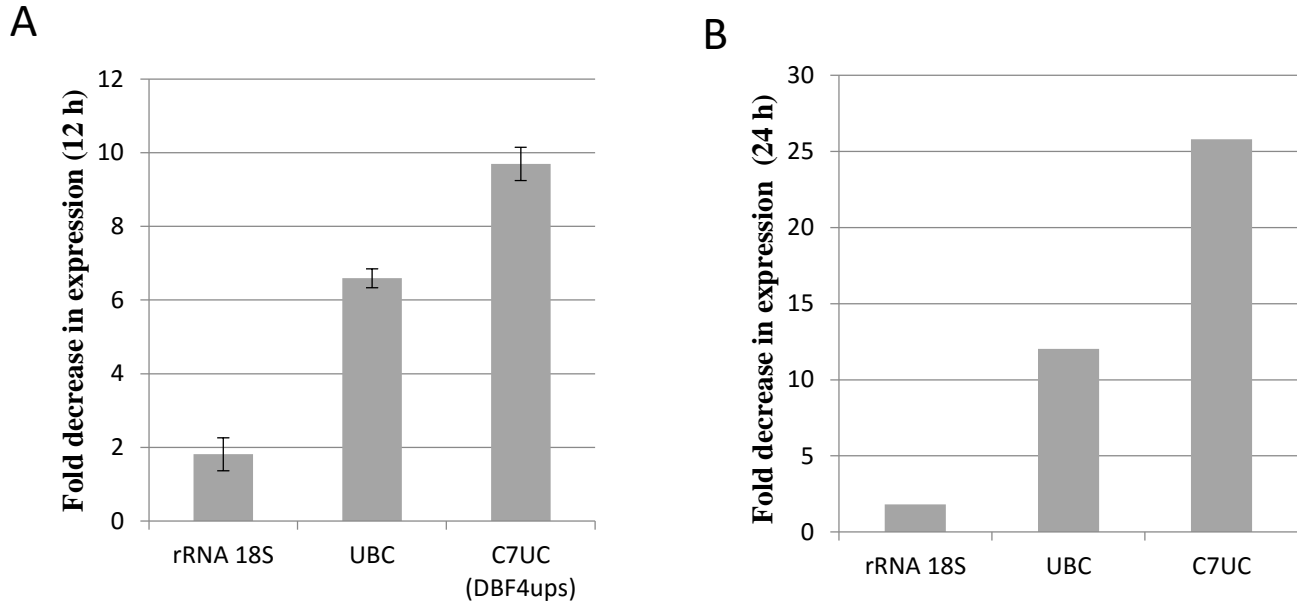 A
Fold decrease in expression (12 h)
12
10
8
6
4
2
0
rRNA 18S
UBC
C7UC
(DBF4ups)
B
Fold decrease in expression (24 h)
30
25
20
15
10
5
0
rRNA 18S
UBC
C7UC